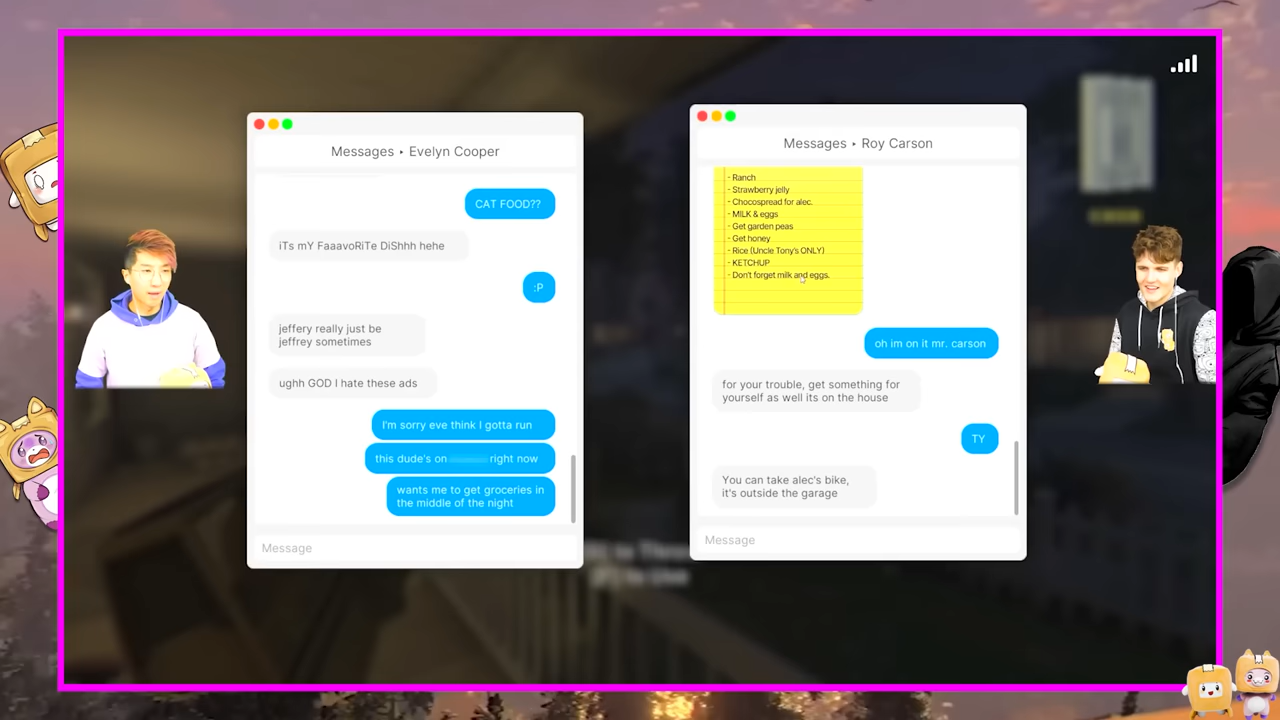 Messages ▸ Evelyn Cooper
CAT FOOD??
iTs mY FaaavoRiTe DiShhh hehe
:P
jeffery really just be
jeffrey sometimes
ughh GOD I hate these ads
I'm sorry eve think I gotta run
this dude's on right now
wants me to get groceries in
the middle of the night
Message
Messages ▸ Roy Carson
- Ranch
- Strawberry jelly
- Chocospread for alec.
- MILK & eggs
- Get garden peas
- Get honey
- Rice (Uncle Tony's ONLY)
- KETCHUP
- Don't forget milk and eggs.
oh im on it mr. carson
for your trouble, get something for
yourself as well its on the house
TY
You can take alec's bike,
it's outside the garage
Message